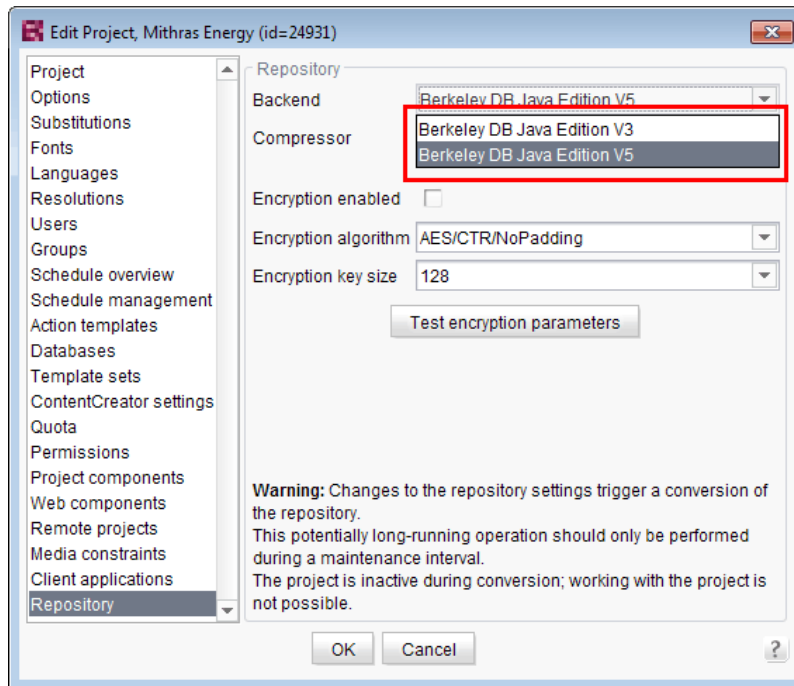 Edit Project, Mithras Energy (id=24931)
Project
Options
Substitutions
Fonts
Languages
Resolutions
Users
Groups
Schedule overview
Schedule management
Action templates
Databases
Template sets
ContentCreator settings
Quota
Permissions
Project components
Web components
Remote projects
Media constraints
Client applications
Repository
Repository
Backend Berkeley DB Java Edition V5
Berkeley DB Java Edition V3
Compressor
Berkeley DB Java Edition V5
Encryption enabled
Encryption algorithm AES/CTR/NoPadding
Encryption key size 128
Test encryption parameters
Warning: Changes to the repository settings trigger a conversion of
the repository.
This potentially long-running operation should only be performed
during a maintenance interval.
The project is inactive during conversion; working with the project is
not possible.
OK Cancel ?